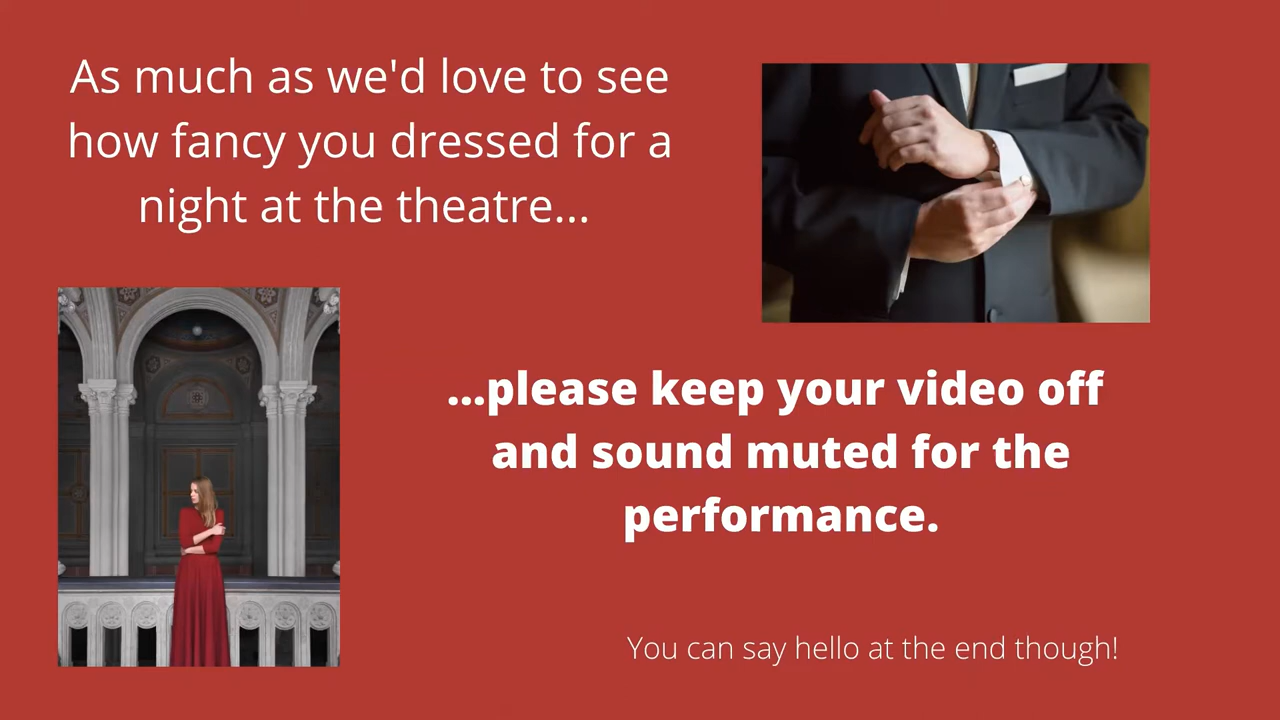 As much as we'd love to see
how fancy you dressed for a
night at the theatre...
...please keep your video off
and sound muted for the
performance.
You can say hello at the end though!